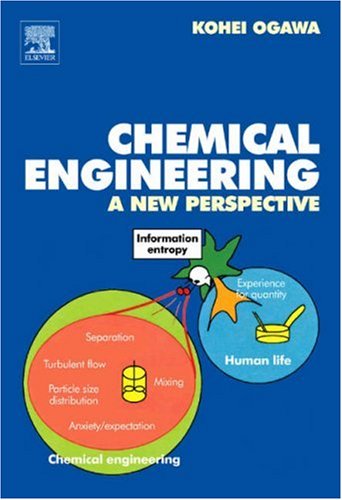 KOHEI OGAWA
ELSEVIER
CHEMICAL
ENGINEERING
A NEW PERSPECTIVE
Information
entropy
Experience
for quantity
Human life
Separation
Turbulent flow
Mixing
Particle size
distribution
Anxiety/expectation
Chemical engineering